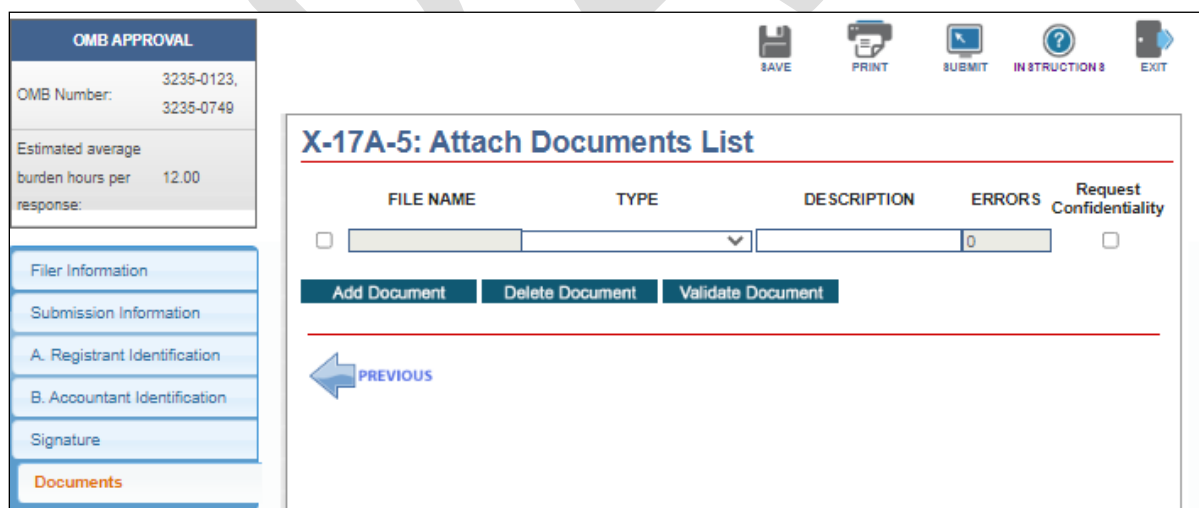 OMB APPROVAL
OMB Number: 3235-0123, 3235-0749
Estimated average burden hours per response: 12.00
SAVE PRINT SUBMIT INSTRUCTIONS EXIT
X-17A-5: Attach Documents List
FILE NAME TYPE DESCRIPTION ERRORS Request Confidentiality
0
Add Document Delete Document Validate Document
PREVIOUS
Filer Information
Submission Information
A. Registrant Identification
B. Accountant Identification
Signature
Documents